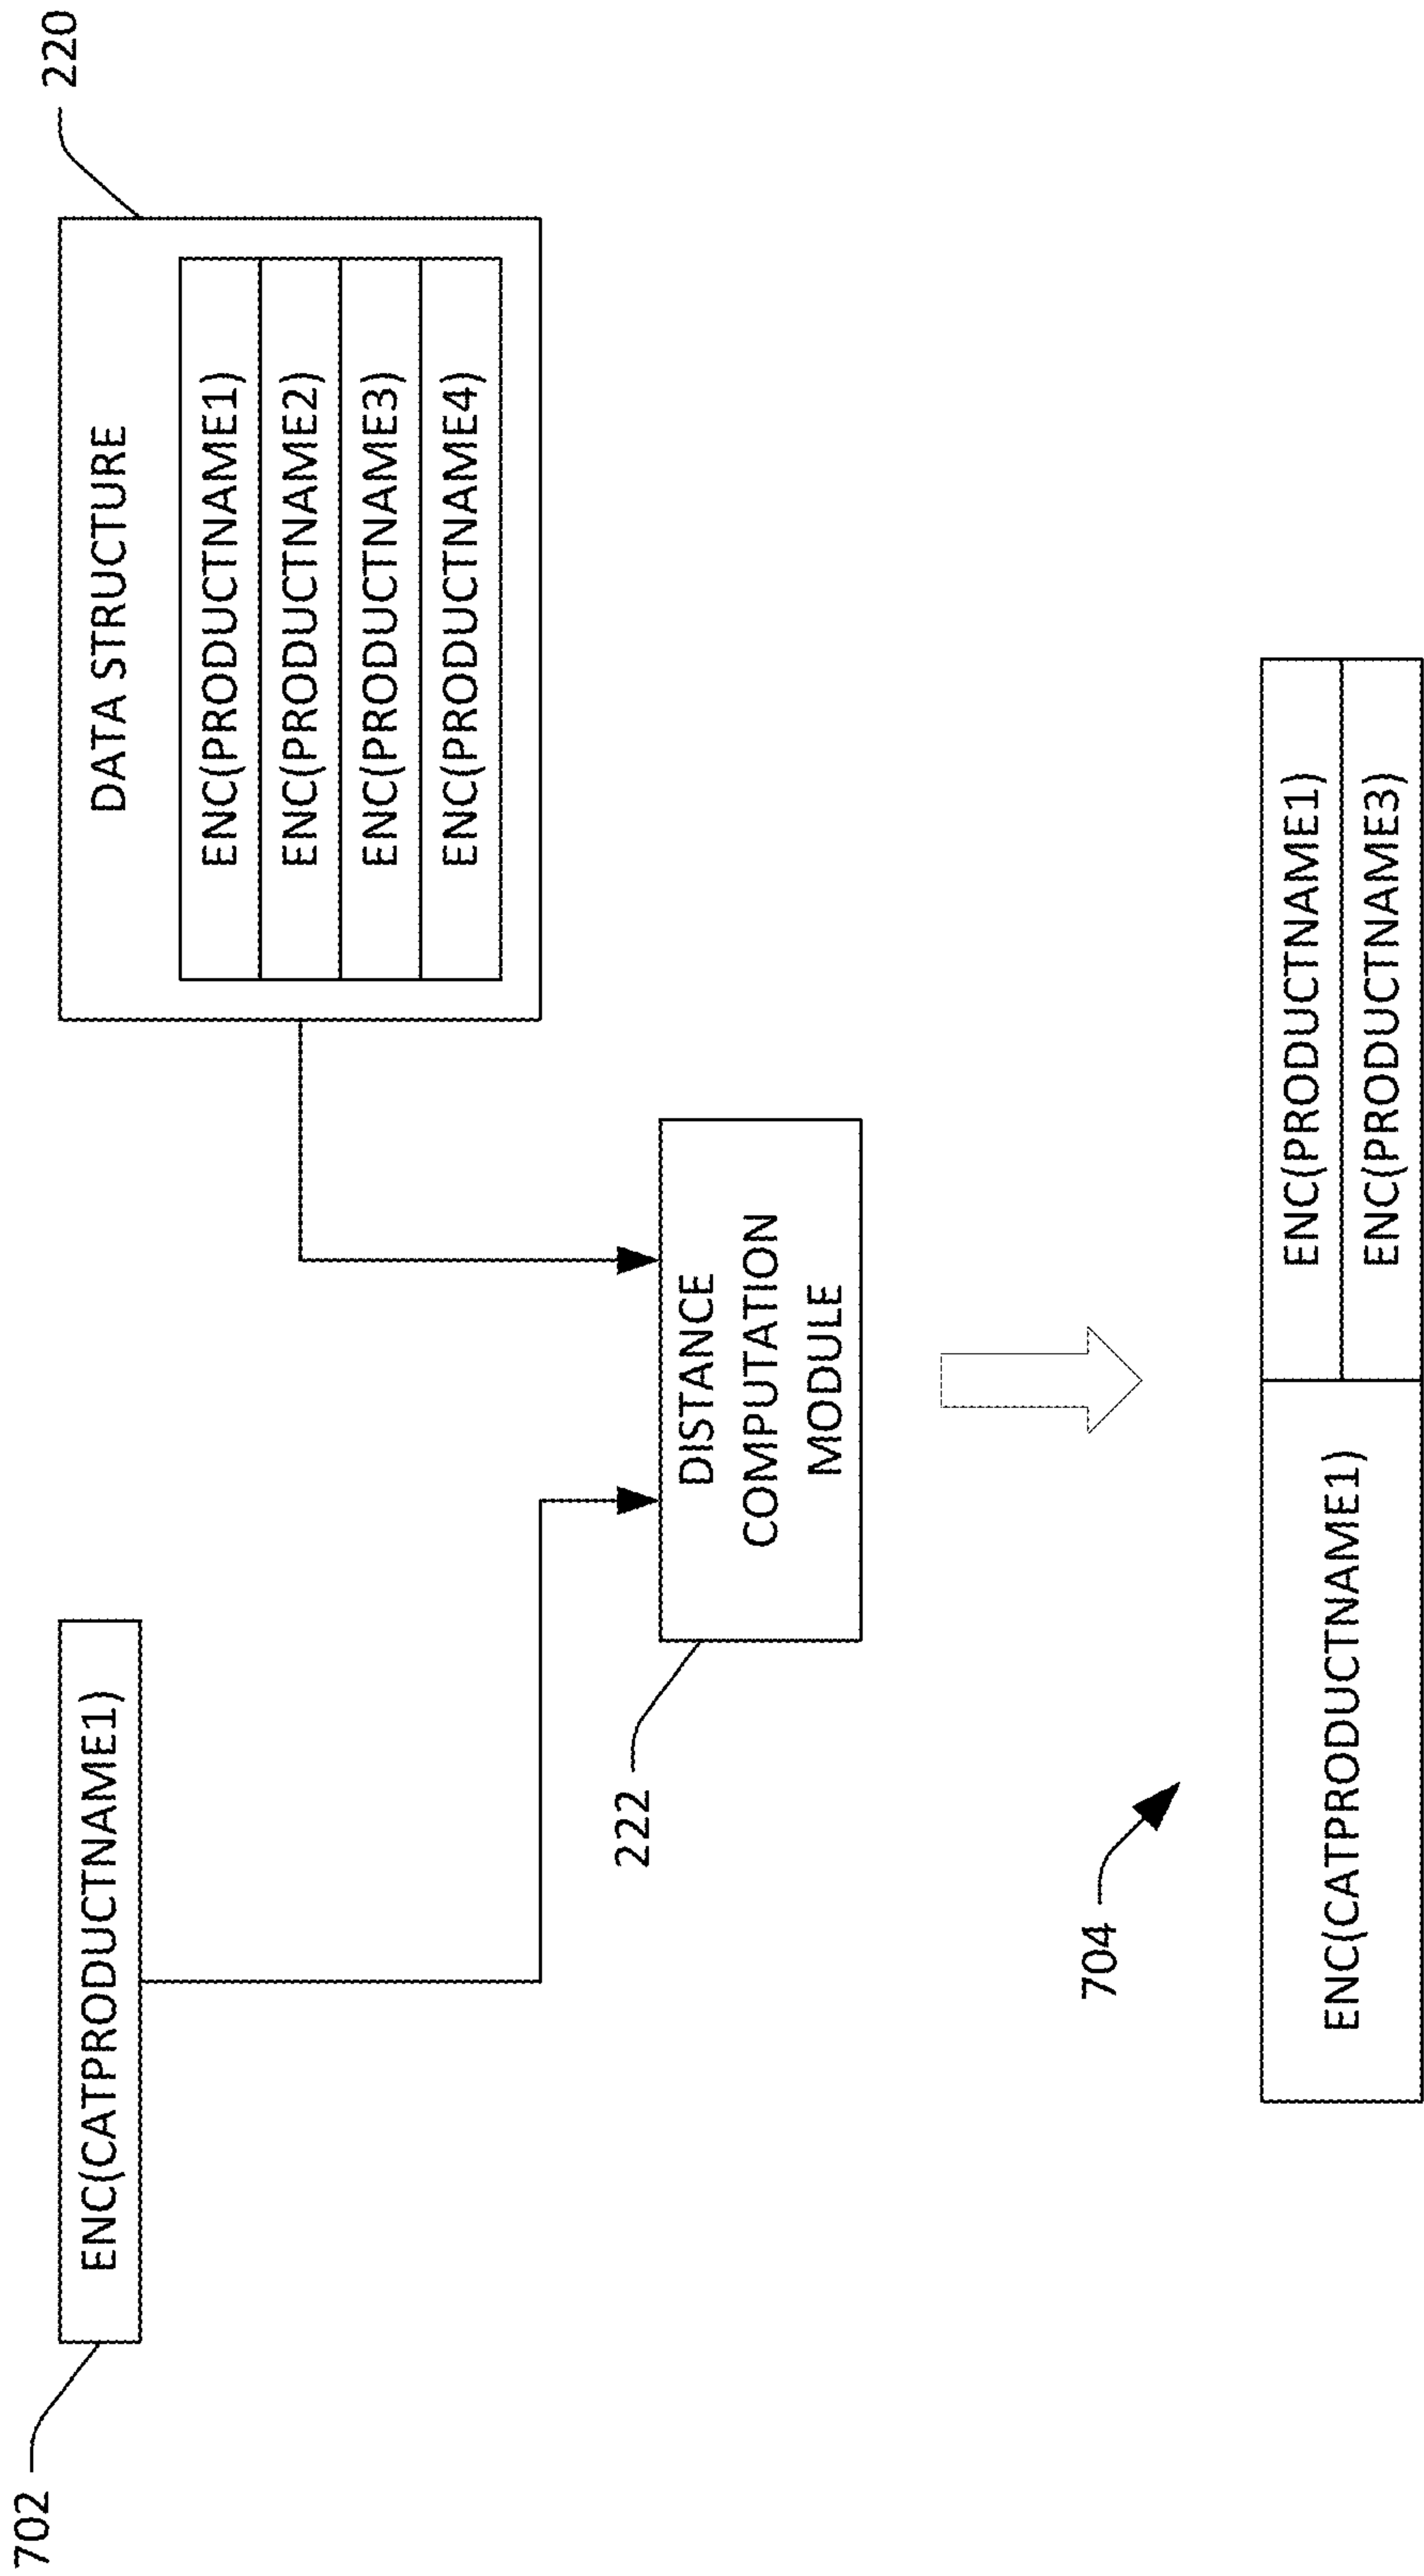 702
ENC(CATPRODUCTNAME1)
220
DATA STRUCTURE
ENC(PRODUCTNAME1)
ENC(PRODUCTNAME2)
ENC(PRODUCTNAME3)
ENC(PRODUCTNAME4)
222
DISTANCE
COMPUTATION
MODULE
704
ENC(CATPRODUCTNAME1)
ENC(PRODUCTNAME1)
ENC(PRODUCTNAME3)